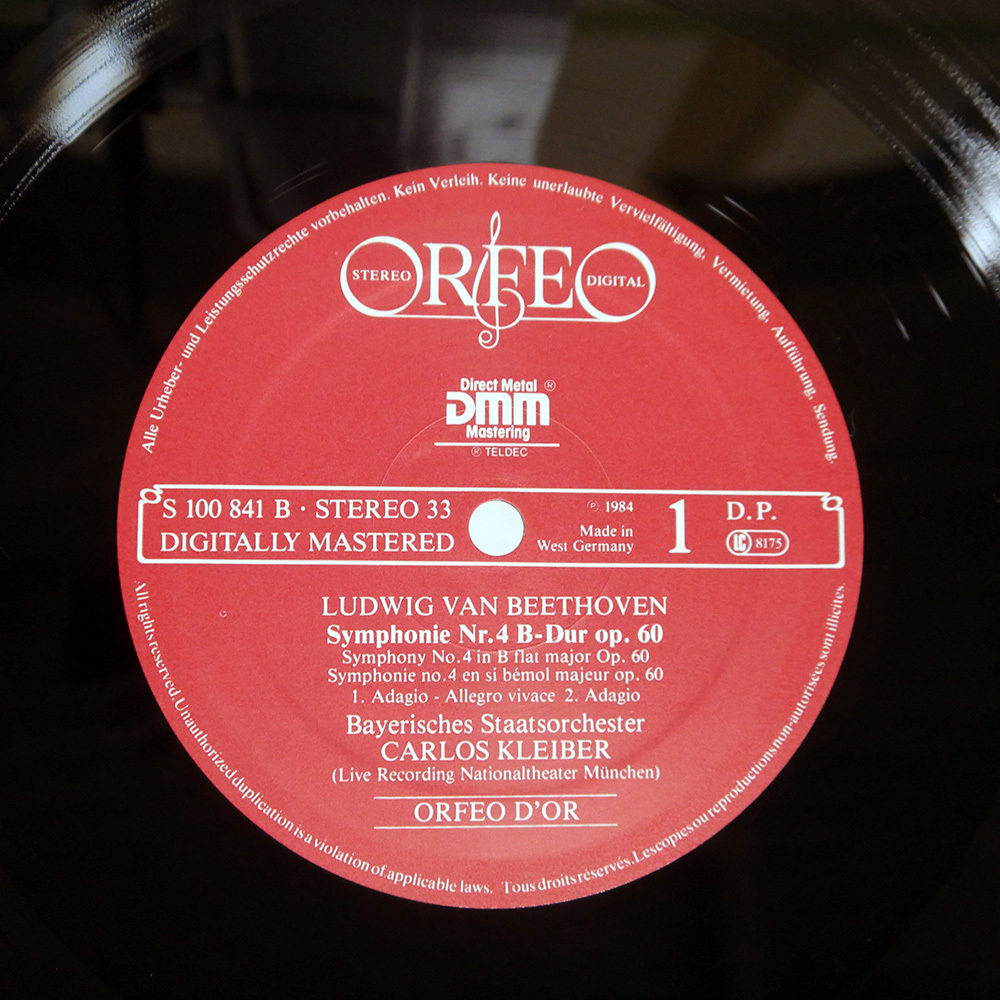 Alle Urheber- und Leistungsschutzrechte vorbehalten. Kein Verleih. Keine unerlaubte Vervielfältigung, Vermietung, Aufführung, Sendung.
STEREO ORFEO DIGITAL
Direct Metal ®
DMM
Mastering
® TELDEC
S 100 841 B · STEREO 33
DIGITALLY MASTERED
℗ 1984
Made in
West Germany
1
D.P.
LC 8175
LUDWIG VAN BEETHOVEN
Symphonie Nr. 4 B-Dur op. 60
Symphony No. 4 in B flat major Op. 60
Symphonie no. 4 en si bémol majeur op. 60
1. Adagio - Allegro vivace 2. Adagio
Bayerisches Staatsorchester
CARLOS KLEIBER
(Live Recording Nationaltheater München)
ORFEO D'OR
All rights reserved. Unauthorized duplication is a violation of applicable laws. Tous droits réservés. Les copies ou reproductions non-autorisées sont illicites.